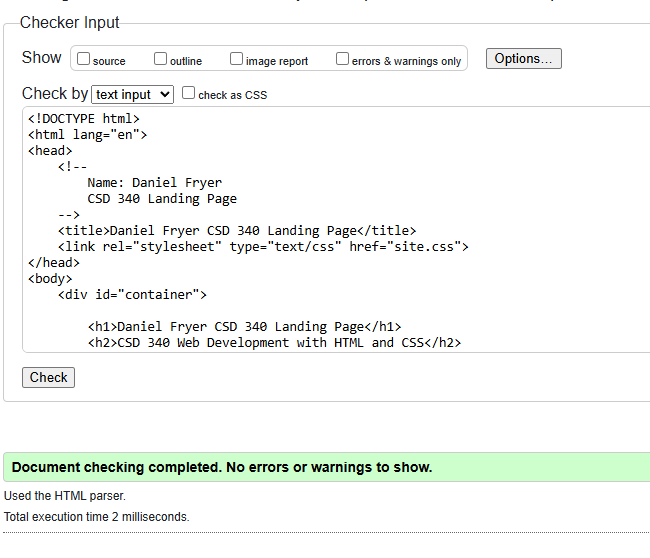 Checker Input
Show source outline image report errors & warnings only Options...
Check by text input check as CSS
<!DOCTYPE html>
<html lang="en">
<head>
    <!--
        Name: Daniel Fryer
        CSD 340 Landing Page
    -->
    <title>Daniel Fryer CSD 340 Landing Page</title>
    <link rel="stylesheet" type="text/css" href="site.css">
</head>
<body>
    <div id="container">

        <h1>Daniel Fryer CSD 340 Landing Page</h1>
        <h2>CSD 340 Web Development with HTML and CSS</h2>
Check
Document checking completed. No errors or warnings to show.
Used the HTML parser.
Total execution time 2 milliseconds.